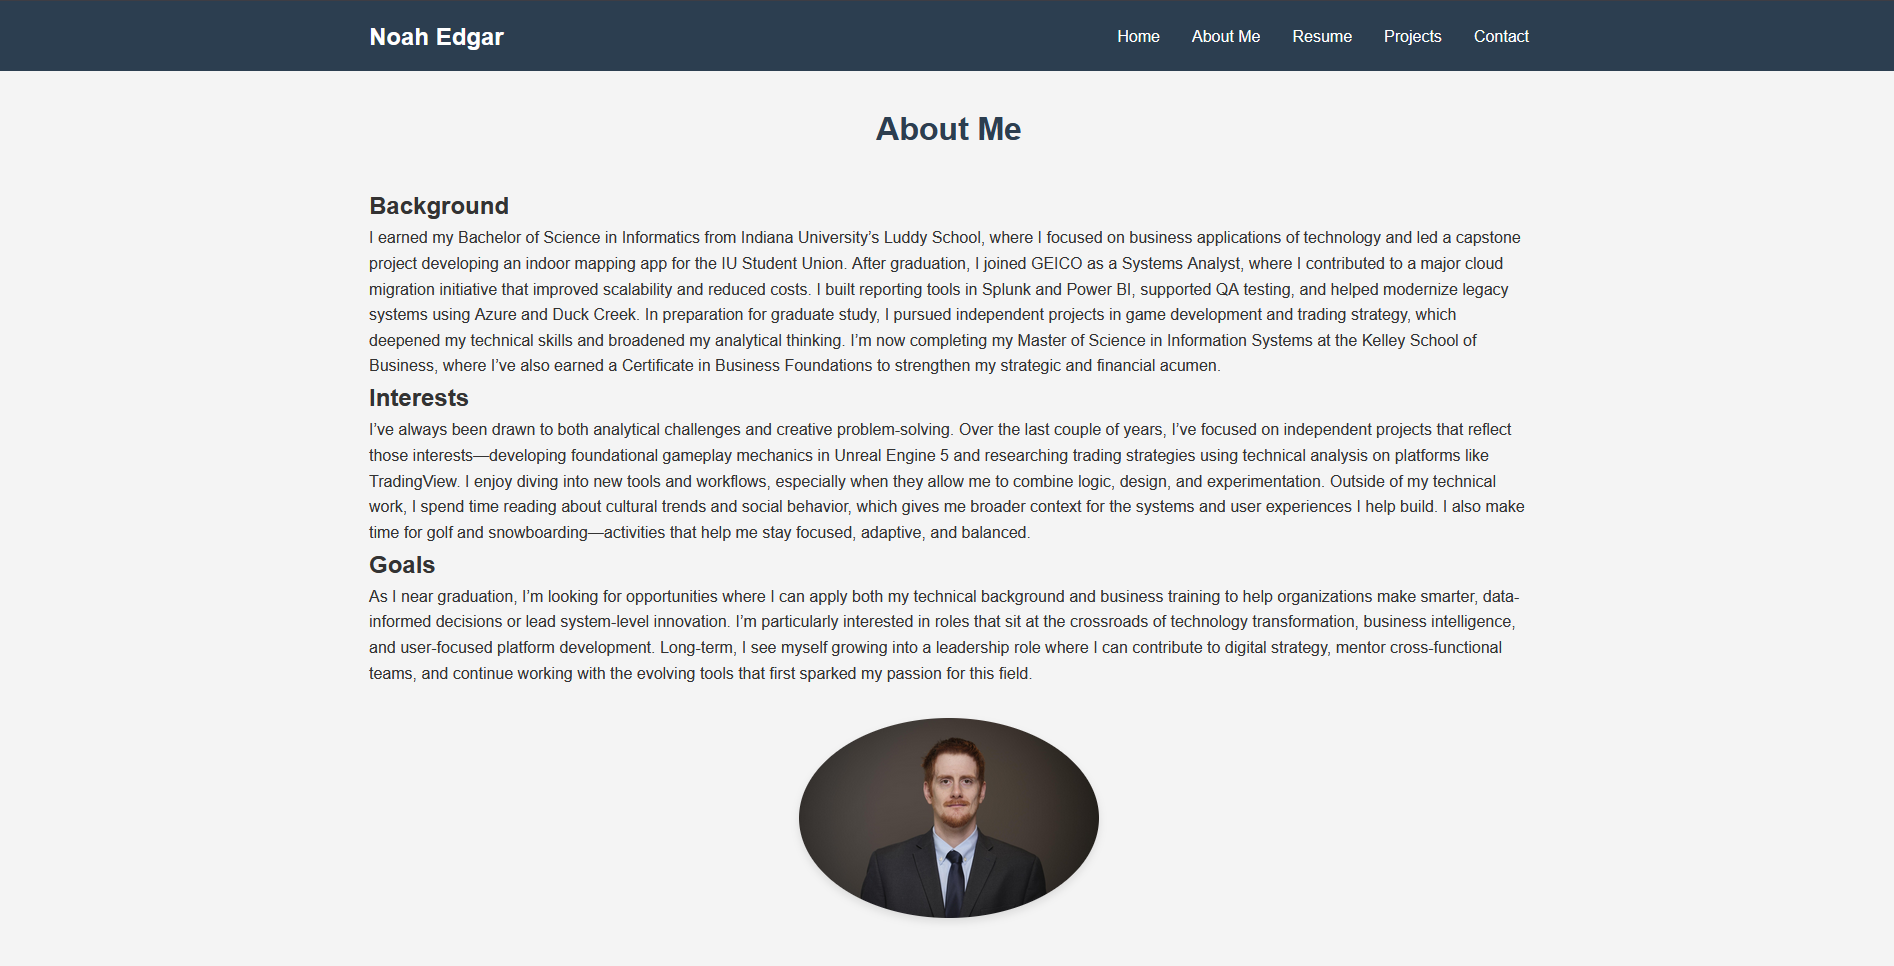 Noah Edgar
Home About Me Resume Projects Contact
About Me
Background
I earned my Bachelor of Science in Informatics from Indiana University’s Luddy School, where I focused on business applications of technology and led a capstone
project developing an indoor mapping app for the IU Student Union. After graduation, I joined GEICO as a Systems Analyst, where I contributed to a major cloud
migration initiative that improved scalability and reduced costs. I built reporting tools in Splunk and Power BI, supported QA testing, and helped modernize legacy
systems using Azure and Duck Creek. In preparation for graduate study, I pursued independent projects in game development and trading strategy, which
deepened my technical skills and broadened my analytical thinking. I’m now completing my Master of Science in Information Systems at the Kelley School of
Business, where I’ve also earned a Certificate in Business Foundations to strengthen my strategic and financial acumen.
Interests
I’ve always been drawn to both analytical challenges and creative problem-solving. Over the last couple of years, I’ve focused on independent projects that reflect
those interests—developing foundational gameplay mechanics in Unreal Engine 5 and researching trading strategies using technical analysis on platforms like
TradingView. I enjoy diving into new tools and workflows, especially when they allow me to combine logic, design, and experimentation. Outside of my technical
work, I spend time reading about cultural trends and social behavior, which gives me broader context for the systems and user experiences I help build. I also make
time for golf and snowboarding—activities that help me stay focused, adaptive, and balanced.
Goals
As I near graduation, I’m looking for opportunities where I can apply both my technical background and business training to help organizations make smarter, data-
informed decisions or lead system-level innovation. I’m particularly interested in roles that sit at the crossroads of technology transformation, business intelligence,
and user-focused platform development. Long-term, I see myself growing into a leadership role where I can contribute to digital strategy, mentor cross-functional
teams, and continue working with the evolving tools that first sparked my passion for this field.